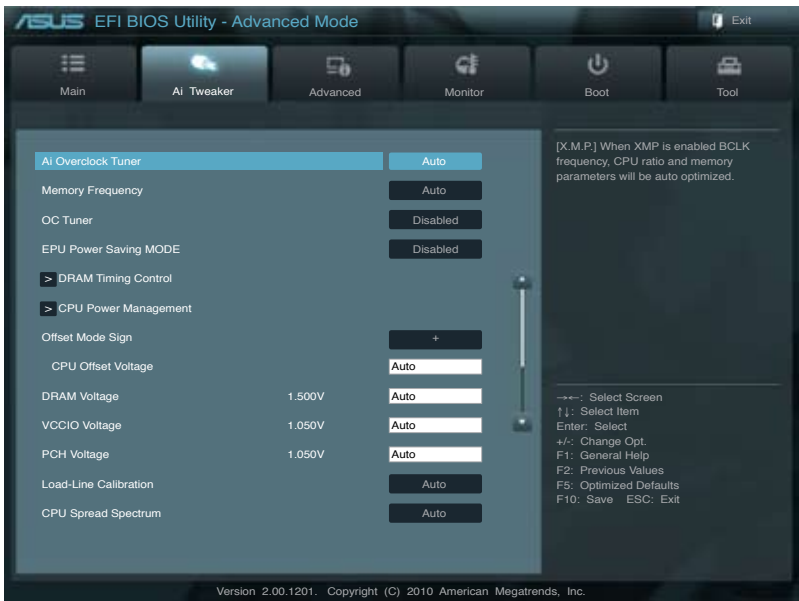 ASUS EFI BIOS Utility - Advanced Mode
Exit
Main
Ai Tweaker
Advanced
Monitor
Boot
Tool
Ai Overclock Tuner Auto
Memory Frequency Auto
OC Tuner Disabled
EPU Power Saving MODE Disabled
> DRAM Timing Control
> CPU Power Management
Offset Mode Sign +
CPU Offset Voltage Auto
DRAM Voltage 1.500V Auto
VCCIO Voltage 1.050V Auto
PCH Voltage 1.050V Auto
Load-Line Calibration Auto
CPU Spread Spectrum Auto
[X.M.P.] When XMP is enabled BCLK
frequency, CPU ratio and memory
parameters will be auto optimized.
→←: Select Screen
↑↓: Select Item
Enter: Select
+/-: Change Opt.
F1: General Help
F2: Previous Values
F5: Optimized Defaults
F10: Save ESC: Exit
Version 2.00.1201. Copyright (C) 2010 American Megatrends, Inc.